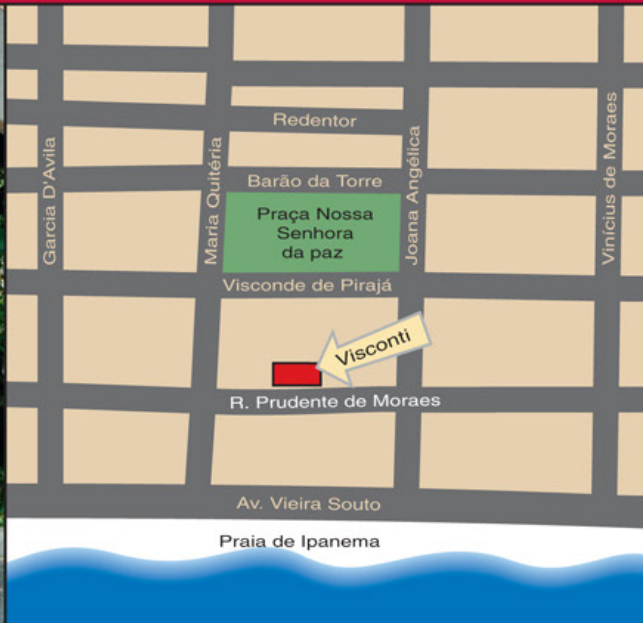 Redentor
Barão da Torre
Garcia D'Avila
Maria Quitéria
Joana Angélica
Vinícius de Moraes
Praça Nossa
Senhora
da paz
Visconde de Pirajá
Visconti
R. Prudente de Moraes
Av. Vieira Souto
Praia de Ipanema